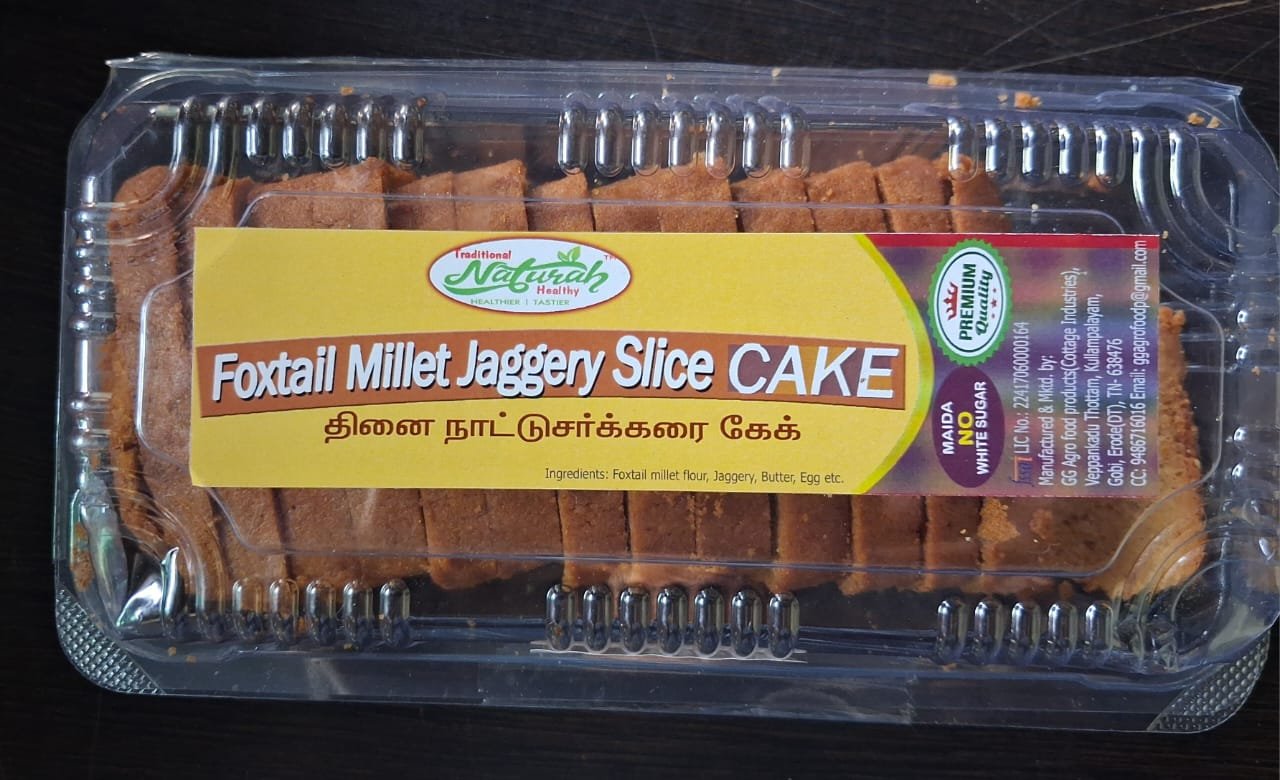 Traditional
Naturah
Healthy
TM
HEALTHIER | TASTIER
Foxtail Millet Jaggery Slice CAKE
தினை நாட்டுசர்க்கரை கேக்
Ingredients: Foxtail millet flour, Jaggery, Butter, Egg etc.
PREMIUM
Quality
MAIDA
NO
WHITE SUGAR
fssai LIC No.: 22417060000164
Manufactured & Mktd. by:
GG Agro food products(Cottage Industries),
Veppankadu Thottam, Kullampalayam,
Gobi, Erode(DT), TN- 638476
CC: 9486716016 Email: ggagrofoodp@gmail.com